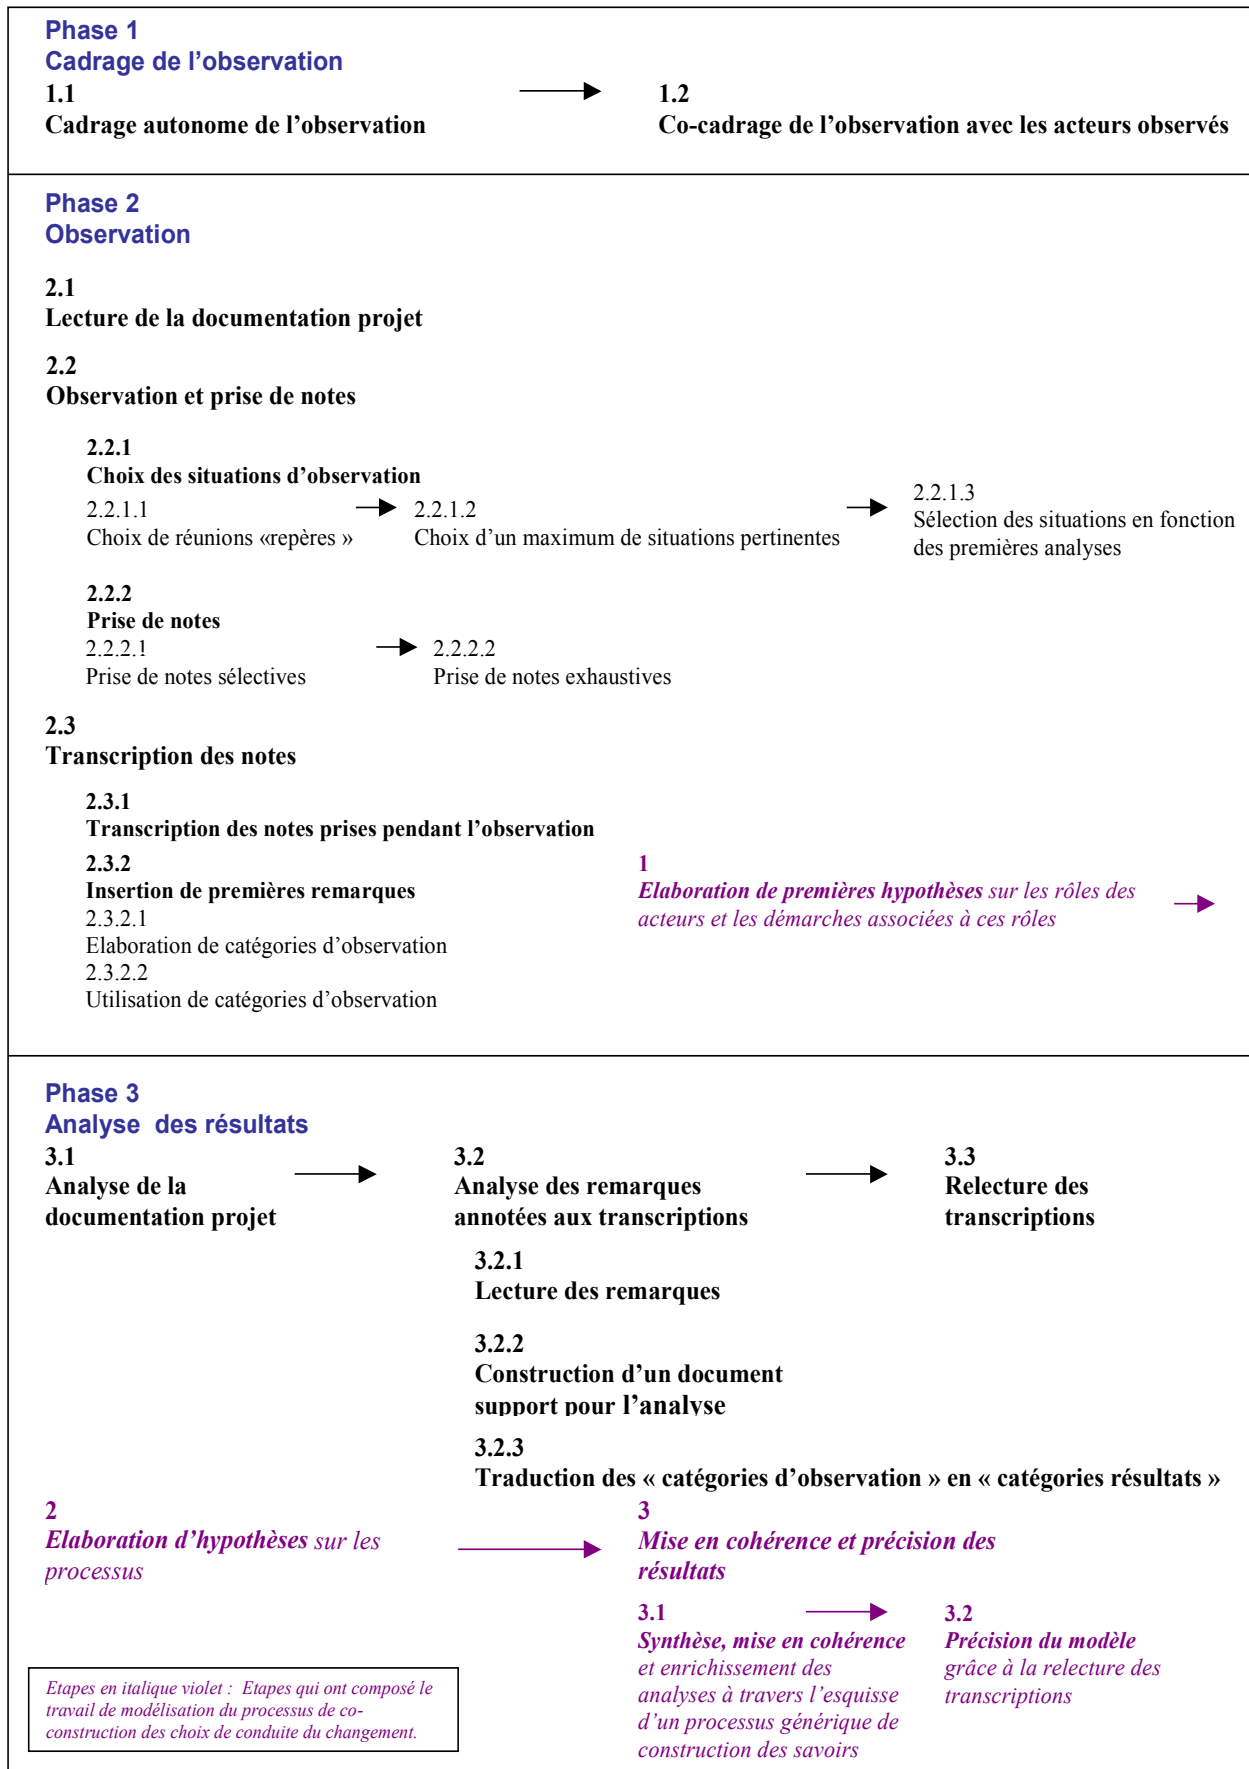 Phase 1
Cadrage de l’observation
1.1
Cadrage autonome de l’observation
1.2
Co-cadrage de l’observation avec les acteurs observés
Phase 2
Observation
2.1
Lecture de la documentation projet
2.2
Observation et prise de notes
2.2.1
Choix des situations d’observation
2.2.1.1
Choix de réunions «repères »
2.2.1.2
Choix d’un maximum de situations pertinentes
2.2.1.3
Sélection des situations en fonction
des premières analyses
2.2.2
Prise de notes
2.2.2.1
Prise de notes sélectives
2.2.2.2
Prise de notes exhaustives
2.3
Transcription des notes
2.3.1
Transcription des notes prises pendant l’observation
2.3.2
Insertion de premières remarques
2.3.2.1
Elaboration de catégories d’observation
2.3.2.2
Utilisation de catégories d’observation
1
Elaboration de premières hypothèses sur les rôles des
acteurs et les démarches associées à ces rôles
Phase 3
Analyse des résultats
3.1
Analyse de la
documentation projet
3.2
Analyse des remarques
annotées aux transcriptions
3.3
Relecture des
transcriptions
3.2.1
Lecture des remarques
3.2.2
Construction d’un document
support pour l’analyse
3.2.3
Traduction des « catégories d’observation » en « catégories résultats »
2
Elaboration d’hypothèses sur les
processus
3
Mise en cohérence et précision des
résultats
3.1
Synthèse, mise en cohérence
et enrichissement des
analyses à travers l’esquisse
d’un processus générique de
construction des savoirs
3.2
Précision du modèle
grâce à la relecture des
transcriptions
Etapes en italique violet : Etapes qui ont composé le
travail de modélisation du processus de co-
construction des choix de conduite du changement.